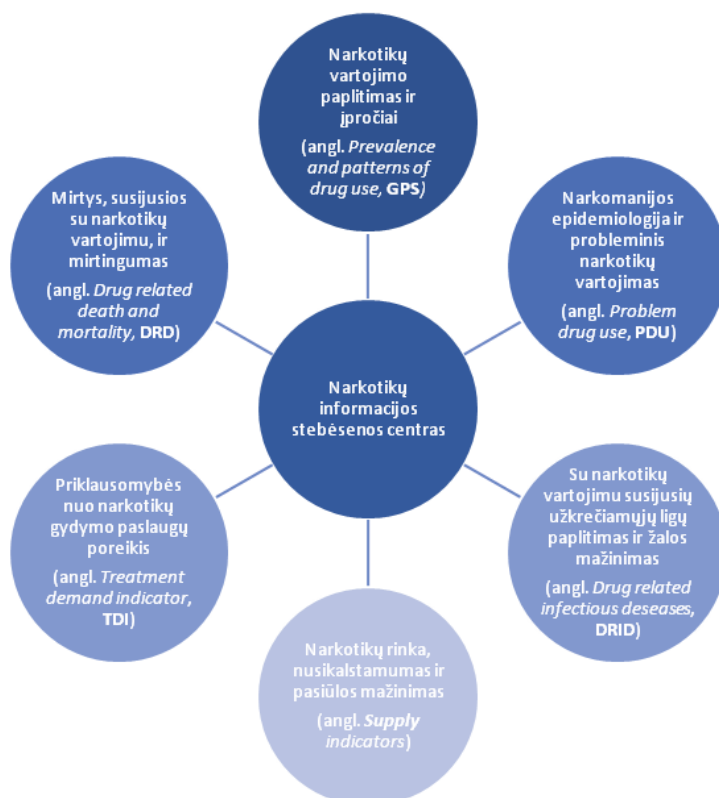 Narkotikų
vartojimo
paplitimas ir
įpročiai
(angl. Prevalence
and patterns of
drug use, GPS)
Narkomanijos
epidemiologija ir
probleminis
narkotikų
vartojimas
(angl. Problem
drug use, PDU)
Su narkotikų
vartojimu susijusių
užkrečiamųjų ligų
paplitimas ir žalos
mažinimas
(angl. Drug related
infectious deseases,
DRID)
Narkotikų rinka,
nusikalstamumas ir
pasiūlos mažinimas
(angl. Supply
indicators)
Priklausomybės
nuo narkotikų
gydymo paslaugų
poreikis
(angl. Treatment
demand indicator,
TDI)
Mirtys, susijusios
su narkotikų
vartojimu, ir
mirtingumas
(angl. Drug related
death and
mortality, DRD)
Narkotikų
informacijos
stebėsenos centras